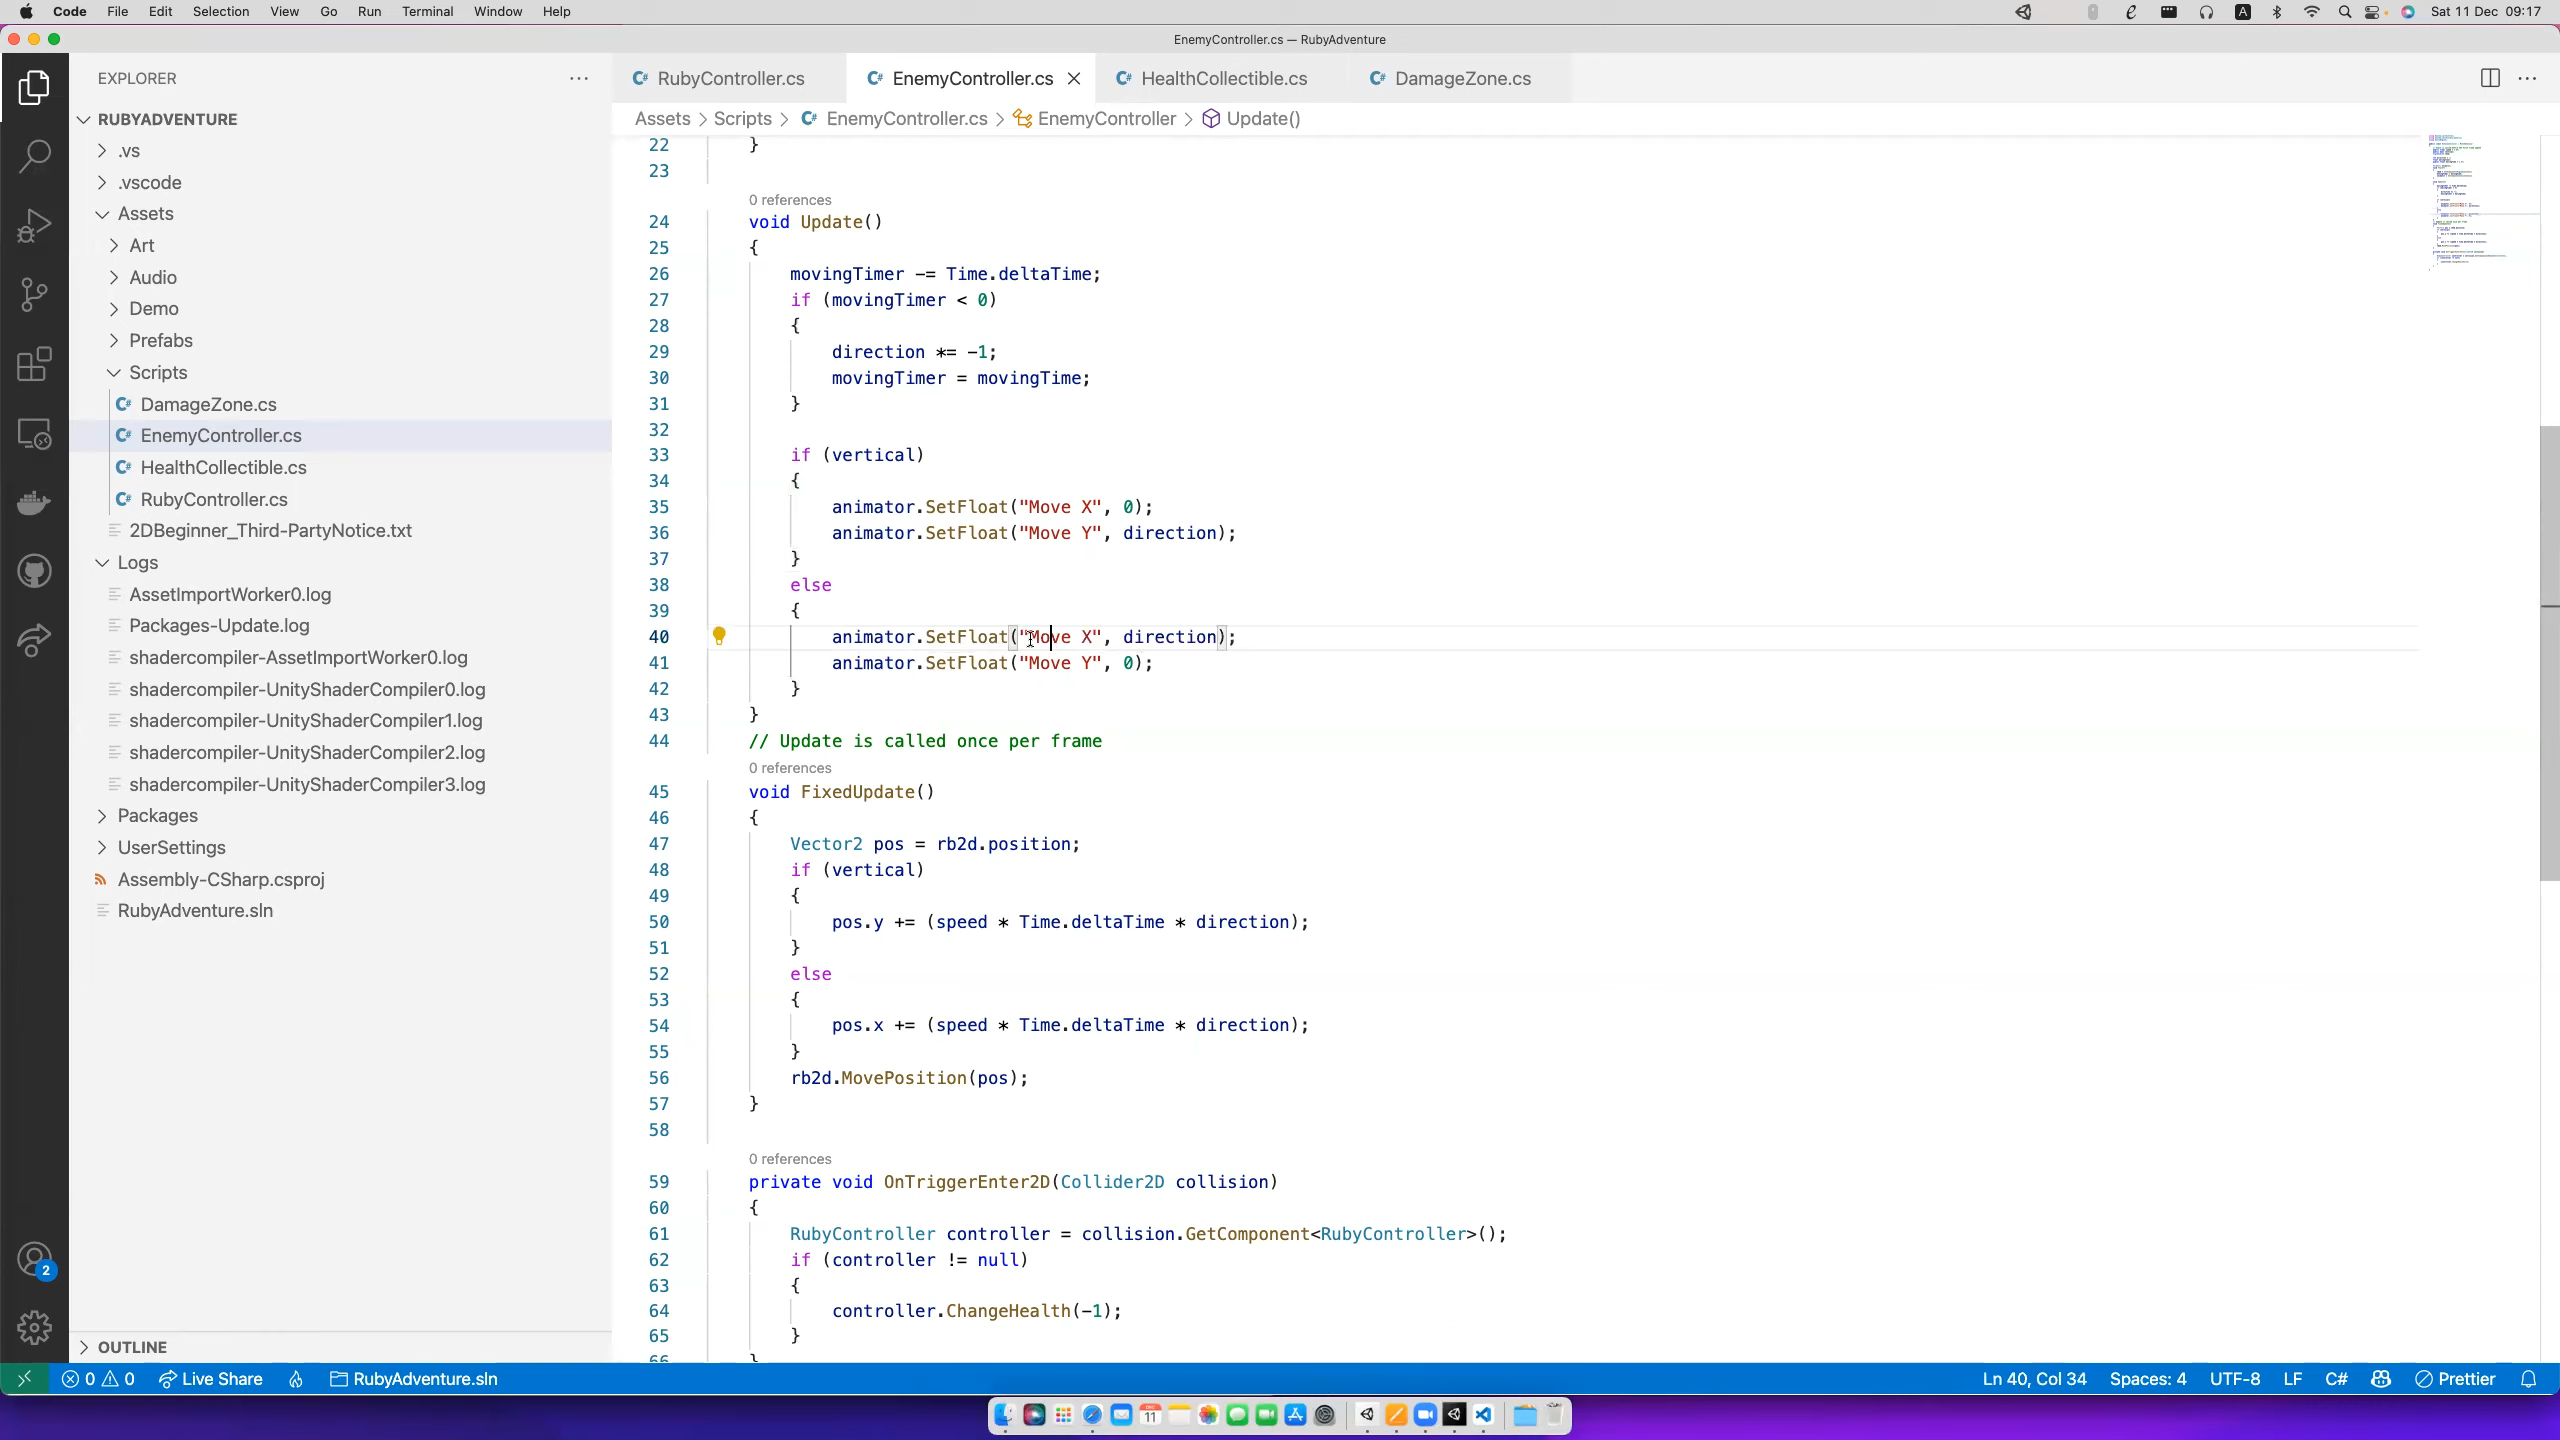 Code File Edit Selection View Go Run Terminal Window Help
A Sat 11 Dec 09:17
EnemyController.cs — RubyAdventure
EXPLORER
RUBYADVENTURE
.vs
.vscode
Assets
Art
Audio
Demo
Prefabs
Scripts
C# DamageZone.cs
C# EnemyController.cs
C# HealthCollectible.cs
C# RubyController.cs
2DBeginner_Third-PartyNotice.txt
Logs
AssetImportWorker0.log
Packages-Update.log
shadercompiler-AssetImportWorker0.log
shadercompiler-UnityShaderCompiler0.log
shadercompiler-UnityShaderCompiler1.log
shadercompiler-UnityShaderCompiler2.log
shadercompiler-UnityShaderCompiler3.log
Packages
UserSettings
Assembly-CSharp.csproj
RubyAdventure.sln
OUTLINE
2
C# RubyController.cs C# EnemyController.cs C# HealthCollectible.cs C# DamageZone.cs
Assets > Scripts > C# EnemyController.cs > EnemyController > Update()
22 }
23
0 references
24 void Update()
25 {
26 movingTimer -= Time.deltaTime;
27 if (movingTimer < 0)
28 {
29 direction *= -1;
30 movingTimer = movingTime;
31 }
32
33 if (vertical)
34 {
35 animator.SetFloat("Move X", 0);
36 animator.SetFloat("Move Y", direction);
37 }
38 else
39 {
40 animator.SetFloat("Move X", direction);
41 animator.SetFloat("Move Y", 0);
42 }
43 }
44 // Update is called once per frame
0 references
45 void FixedUpdate()
46 {
47 Vector2 pos = rb2d.position;
48 if (vertical)
49 {
50 pos.y += (speed * Time.deltaTime * direction);
51 }
52 else
53 {
54 pos.x += (speed * Time.deltaTime * direction);
55 }
56 rb2d.MovePosition(pos);
57 }
58
0 references
59 private void OnTriggerEnter2D(Collider2D collision)
60 {
61 RubyController controller = collision.GetComponent<RubyController>();
62 if (controller != null)
63 {
64 controller.ChangeHealth(-1);
65 }
66 }
0 0 Live Share RubyAdventure.sln Ln 40, Col 34 Spaces: 4 UTF-8 LF C# Prettier
11